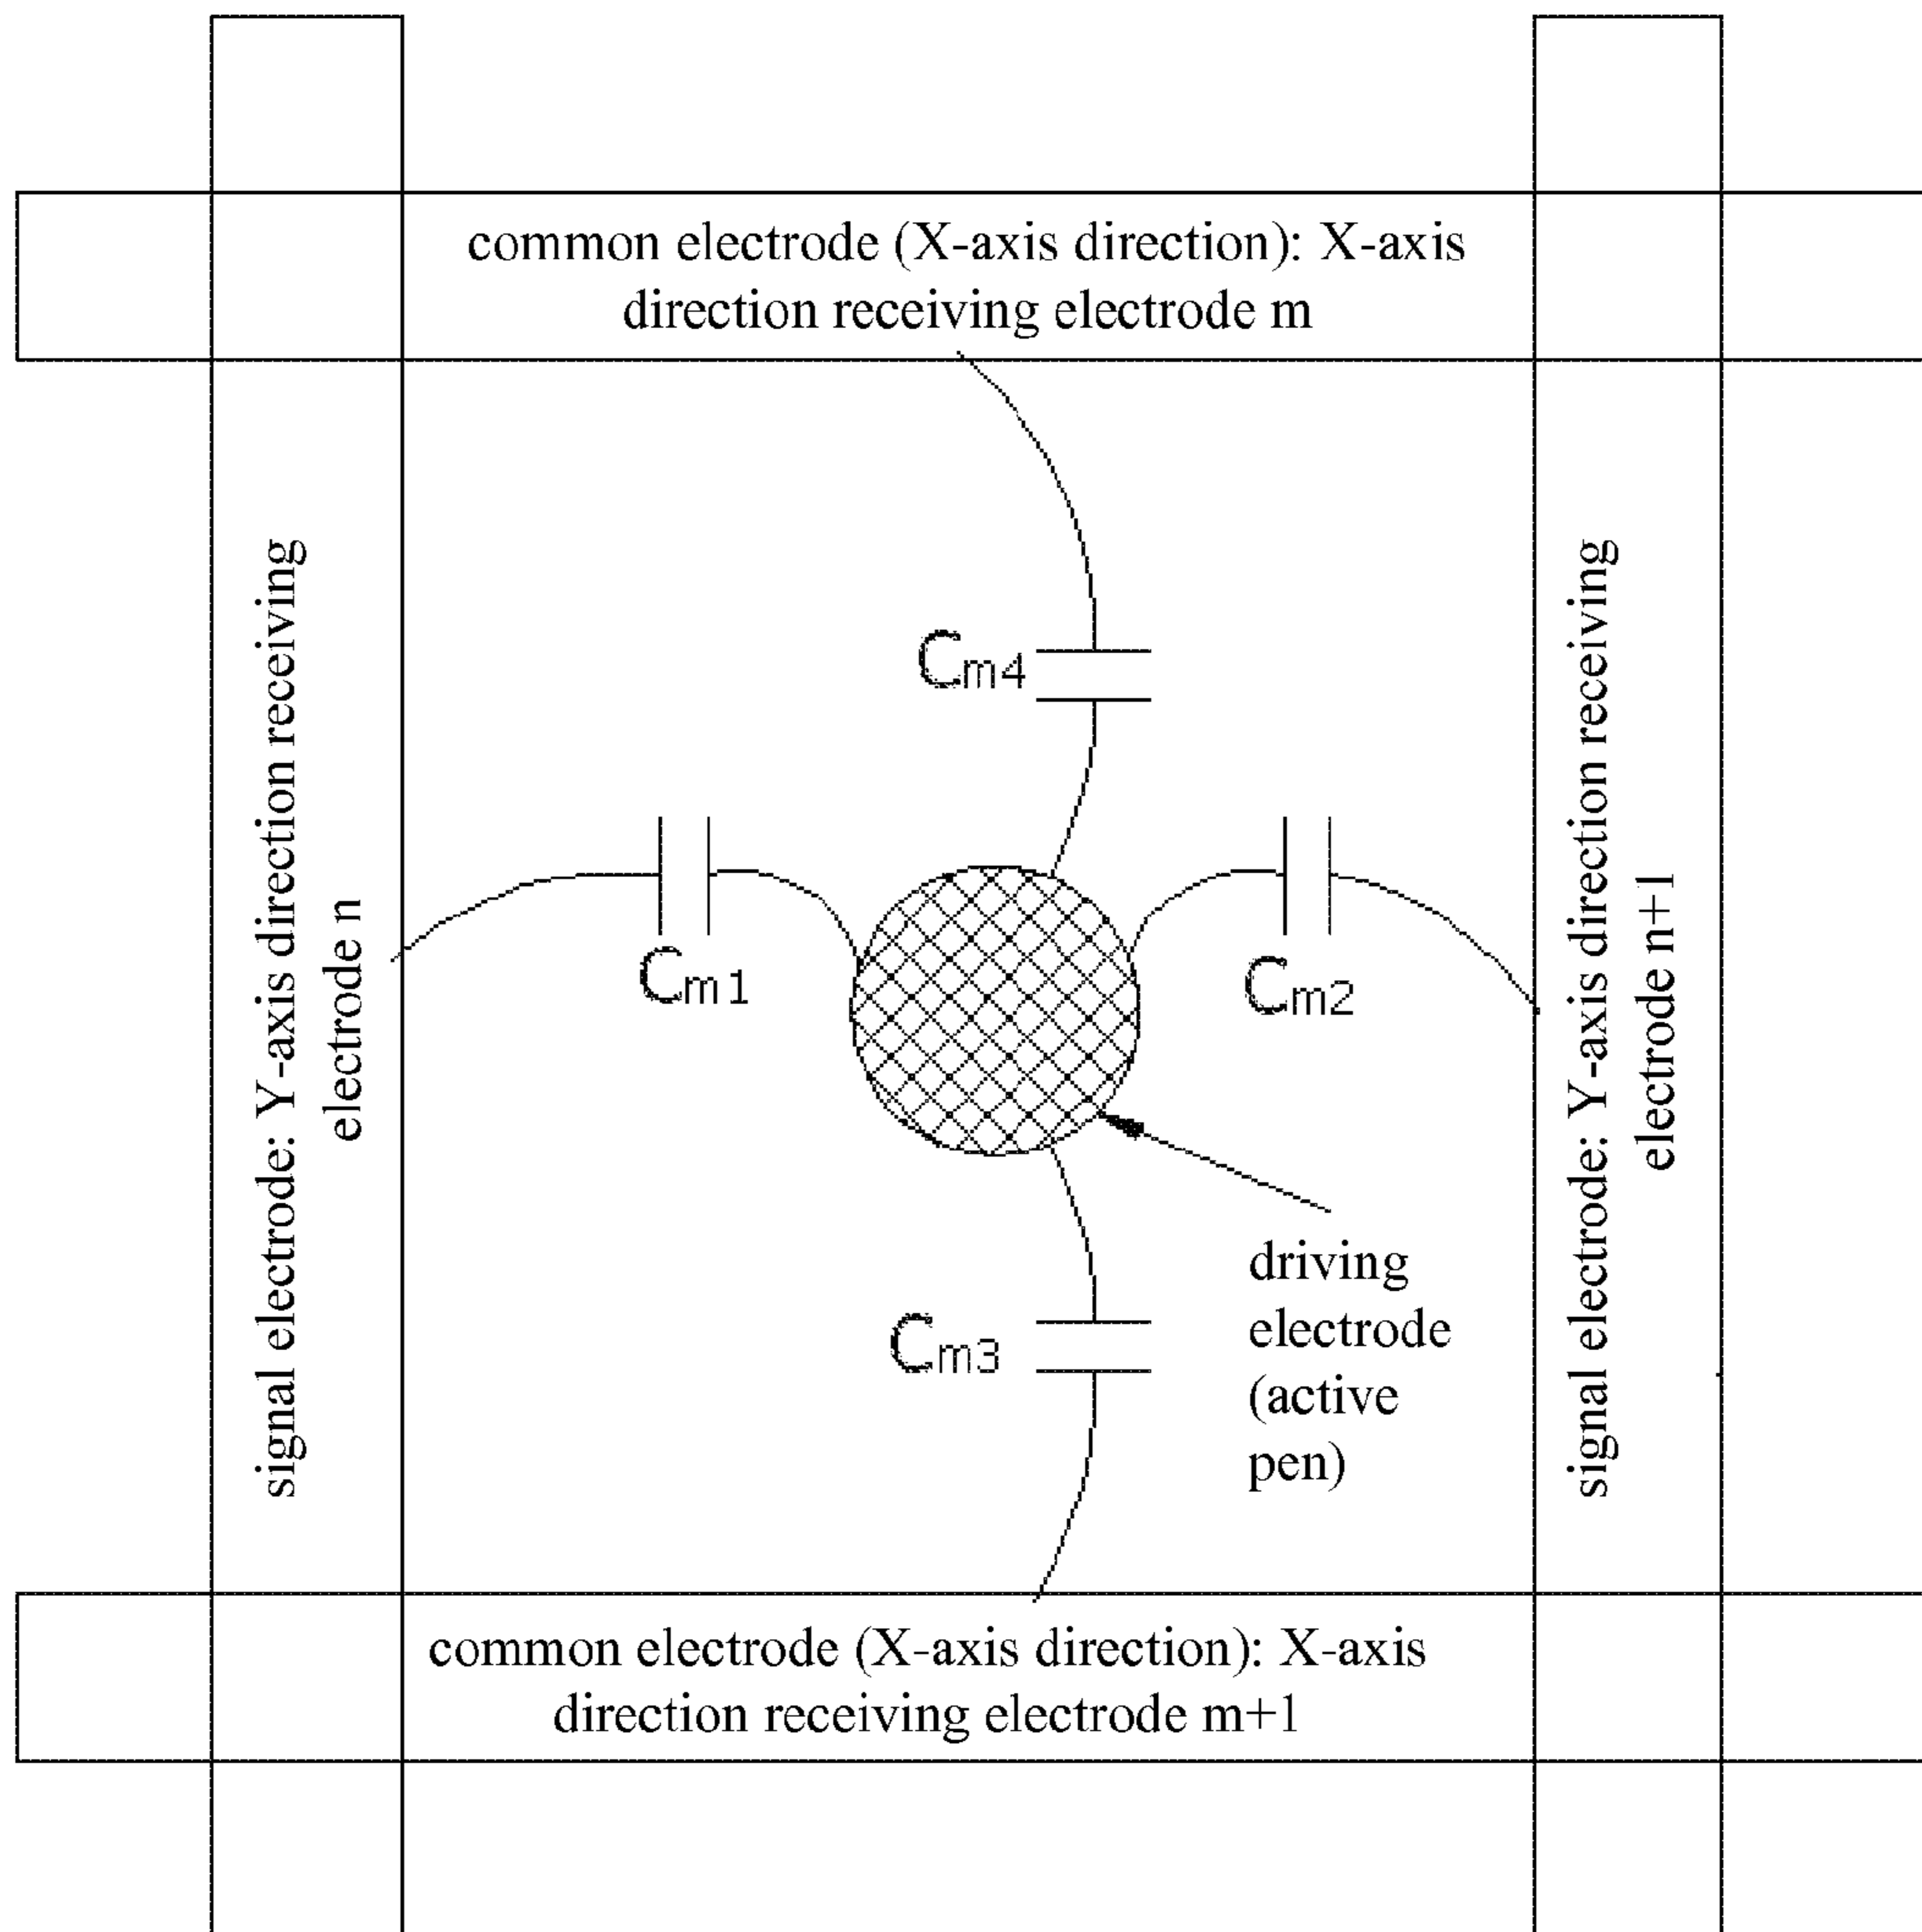 common electrode (X-axis direction): X-axis
direction receiving electrode m
signal electrode: Y-axis direction receiving
electrode n
Cm4
Cm1
Cm2
signal electrode: Y-axis direction receiving
electrode n+1
driving
electrode
(active
pen)
Cm3
common electrode (X-axis direction): X-axis
direction receiving electrode m+1